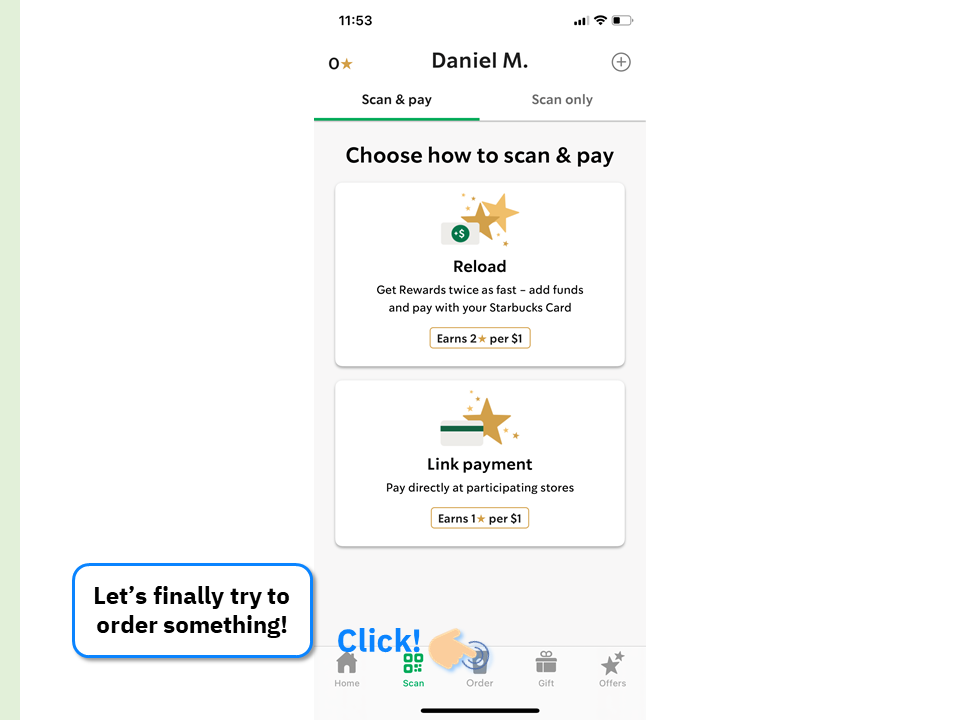 11:53
0★
Daniel M.
Scan & pay
Scan only
Choose how to scan & pay
Reload
Get Rewards twice as fast – add funds
and pay with your Starbucks Card
Earns 2★ per $1
Link payment
Pay directly at participating stores
Earns 1★ per $1
Let's finally try to
order something!
Click!
Home
Scan
Order
Gift
Offers